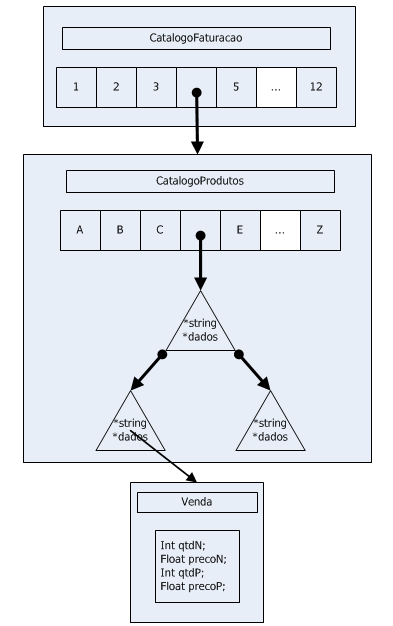 CatalogoFaturacao
1 2 3 5 ... 12
CatalogoProdutos
A B C E ... Z
*string
*dados
*string *string
*dados *dados
Venda
Int qtdN;
Float precoN;
Int qtdP;
Float precoP;